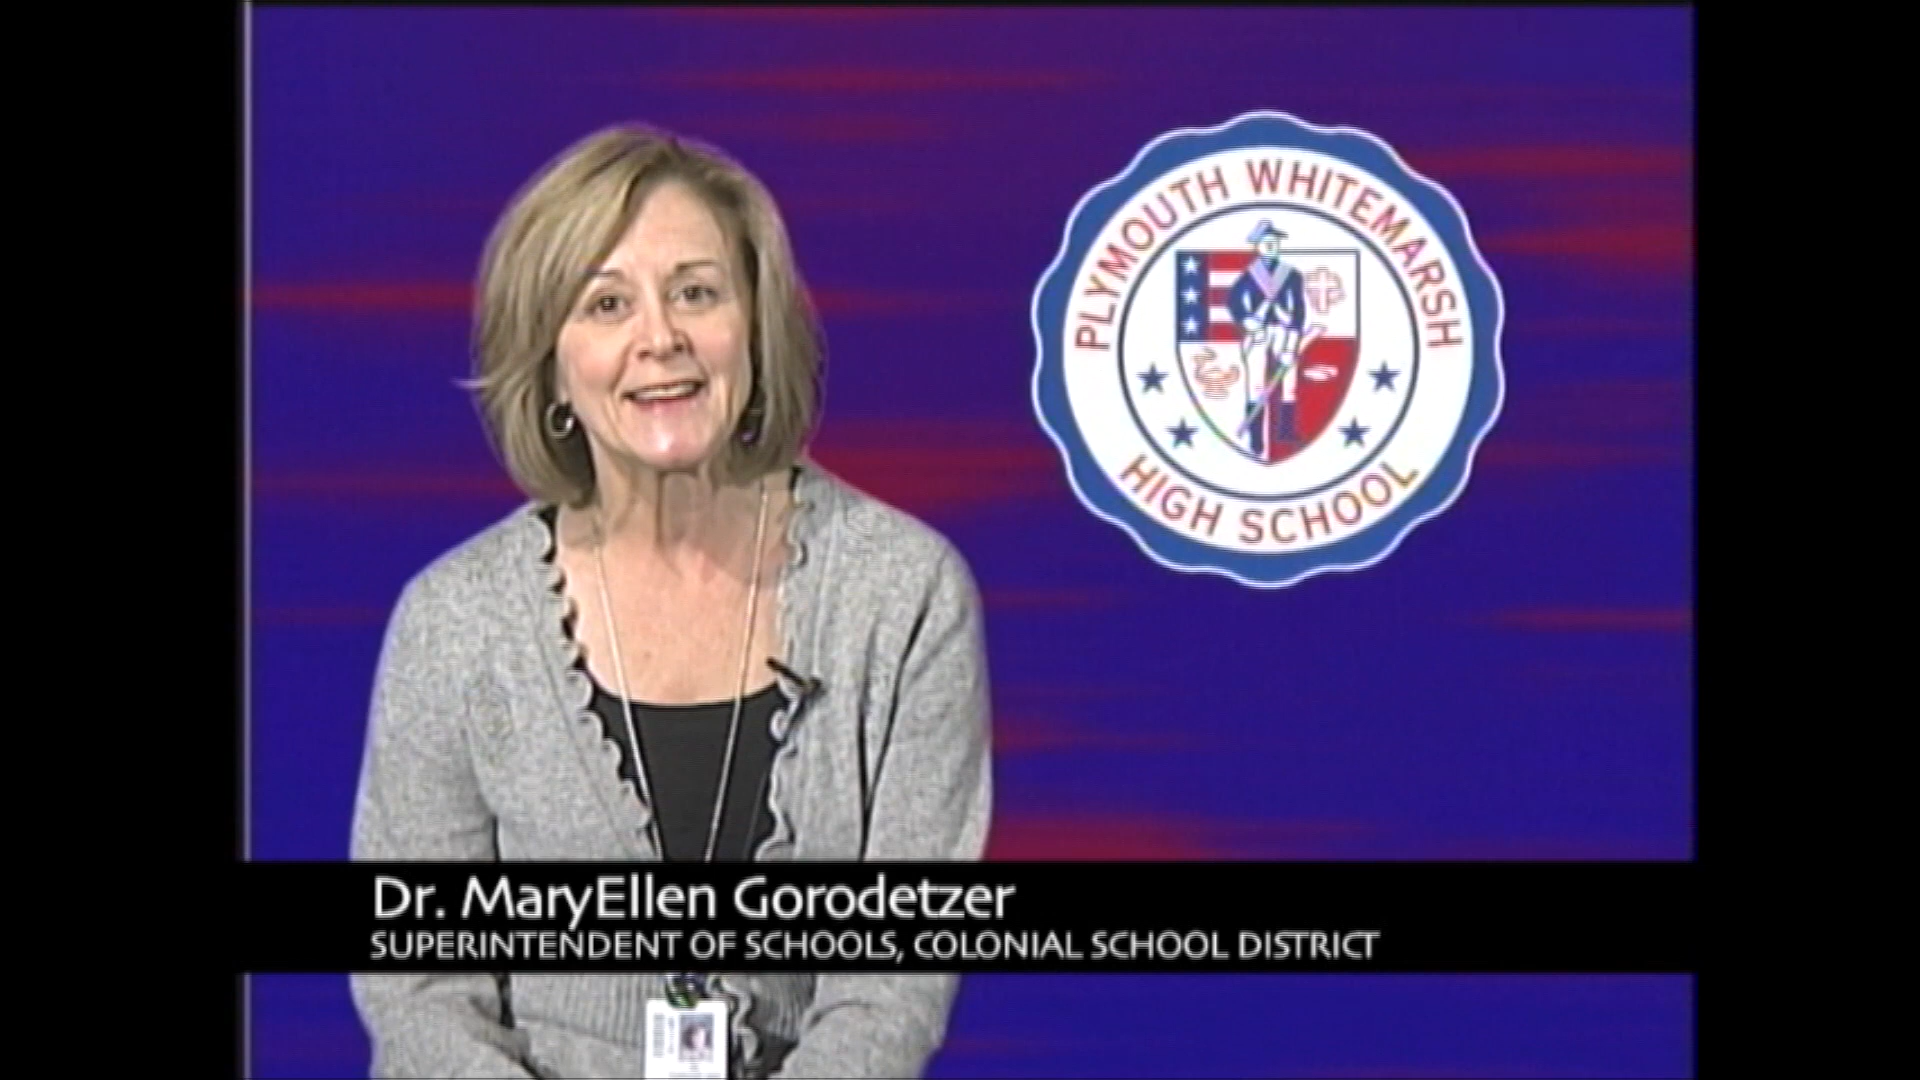 PLYMOUTH WHITEMARSH
HIGH SCHOOL
Dr. MaryEllen Gorodetzer
SUPERINTENDENT OF SCHOOLS, COLONIAL SCHOOL DISTRICT